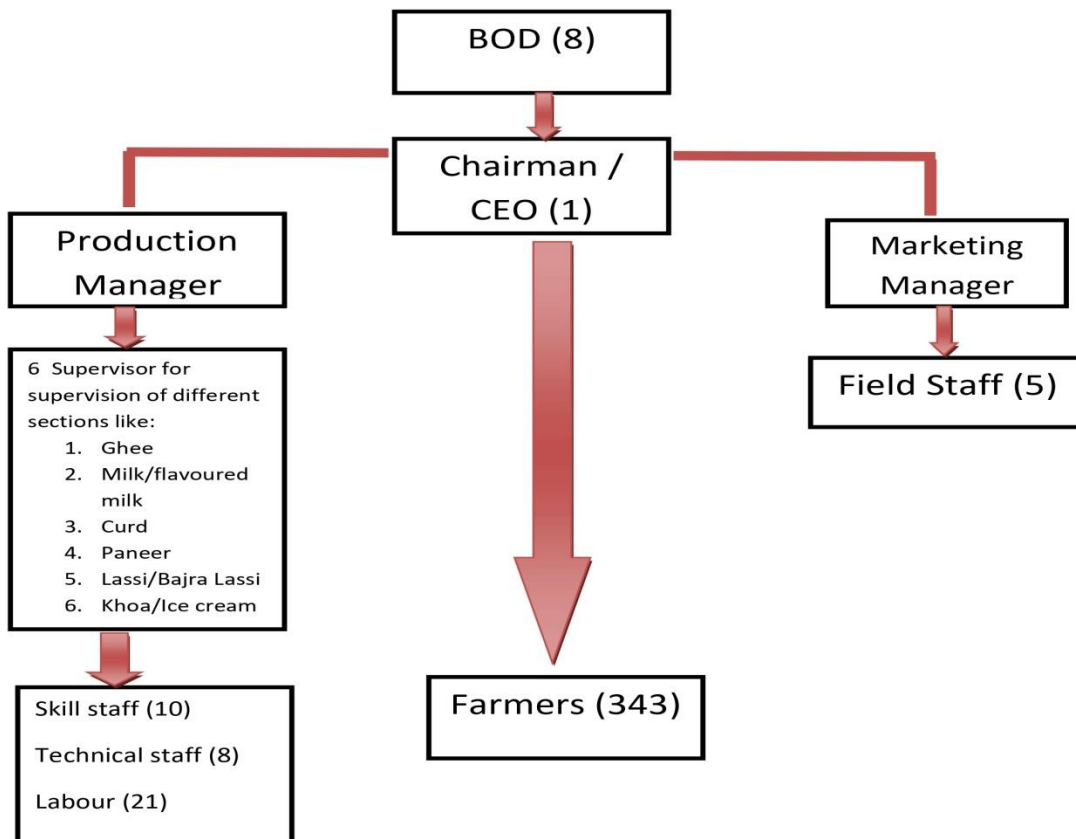 BOD (8)
Chairman /
CEO (1)
Production
Manager
Marketing
Manager
6 Supervisor for
supervision of different
sections like:
1. Ghee
2. Milk/flavoured
milk
3. Curd
4. Paneer
5. Lassi/Bajra Lassi
6. Khoa/Ice cream
Field Staff (5)
Skill staff (10)
Technical staff (8)
Labour (21)
Farmers (343)